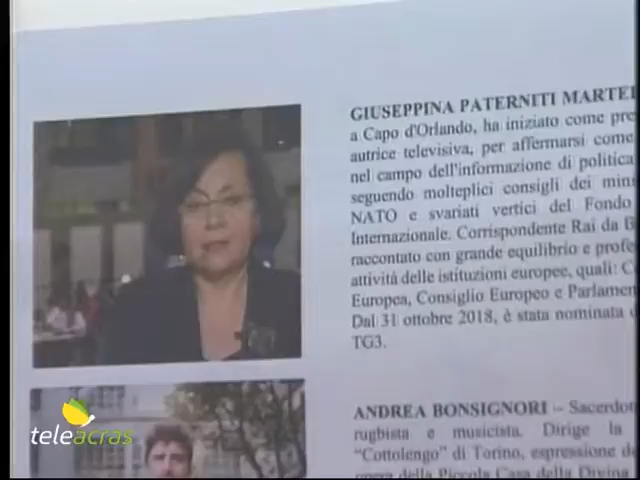 GIUSEPPINA PATERNITI MARTEL
a Capo d'Orlando, ha iniziato come pre
autrice televisiva, per affermarsi come
nel campo dell'informazione di politica
seguendo molteplici consigli dei min
NATO e svariati vertici del Fondo
Internazionale. Corrispondente Rai da B
raccontato con grande equilibrio e profe
attività delle istituzioni europee, quali: C
Europea, Consiglio Europeo e Parlamen
Dal 31 ottobre 2018, è stata nominata
TG3.
ANDREA BONSIGNORI – Sacerdot
rugbista e musicista. Dirige la
"Cottolengo" di Torino, espressione de
opera della Piccola Casa della Divina
teleacras